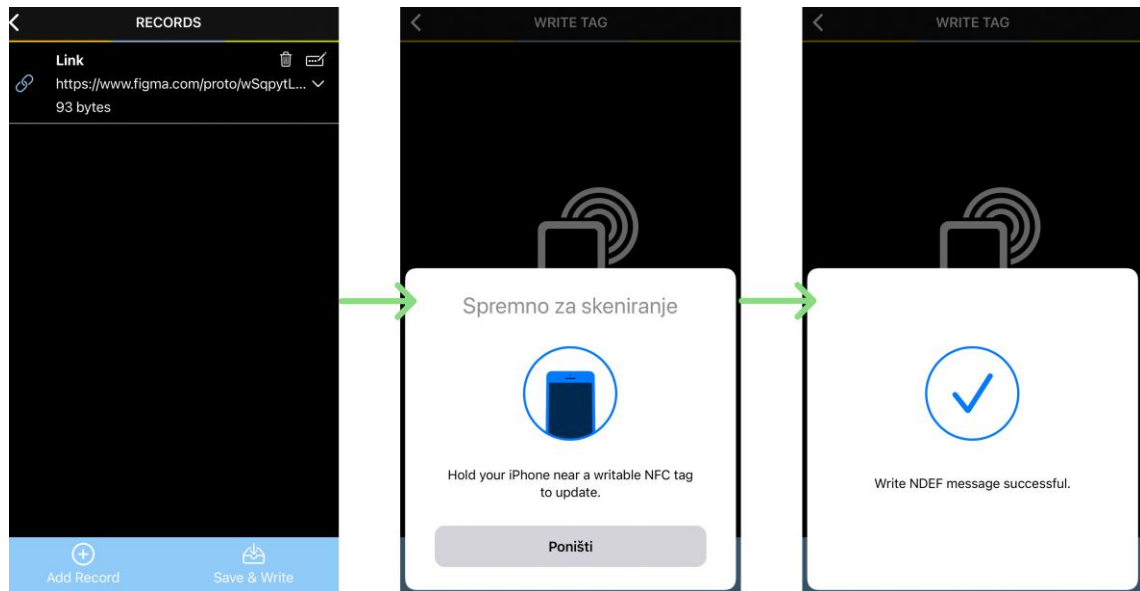 RECORDS
Link
https://www.figma.com/proto/wSqpytL...
93 bytes
Add Record
Save & Write
WRITE TAG
Spremno za skeniranje
Hold your iPhone near a writable NFC tag
to update.
Poništi
WRITE TAG
Write NDEF message successful.